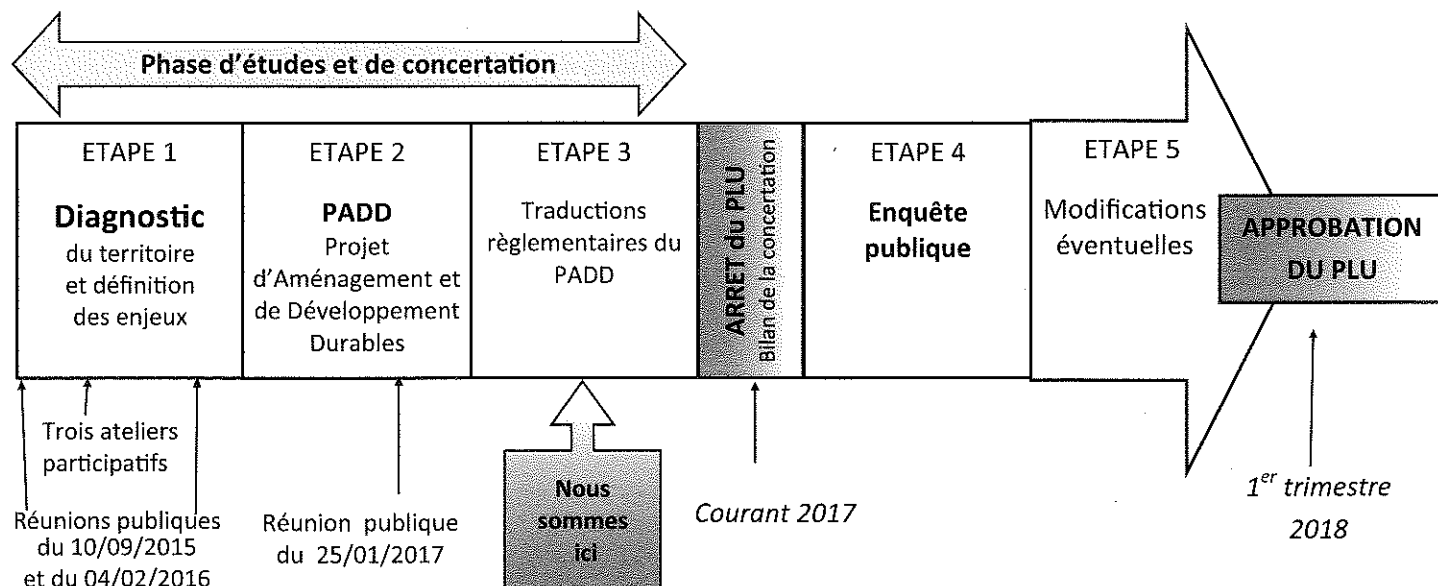 Phase d'études et de concertation
ETAPE 1
Diagnostic
du territoire
et définition
des enjeux
ETAPE 2
PADD
Projet
d'Aménagement et
de Développement
Durables
ETAPE 3
Traductions
règlementaires du
PADD
ARRET du PLU
Bilan de la concertation
ETAPE 4
Enquête
publique
ETAPE 5
Modifications
éventuelles
APPROBATION
DU PLU
Trois ateliers
participatifs
Réunions publiques
du 10/09/2015
et du 04/02/2016
Réunion publique
du 25/01/2017
Nous
sommes
ici
Courant 2017
1er trimestre
2018